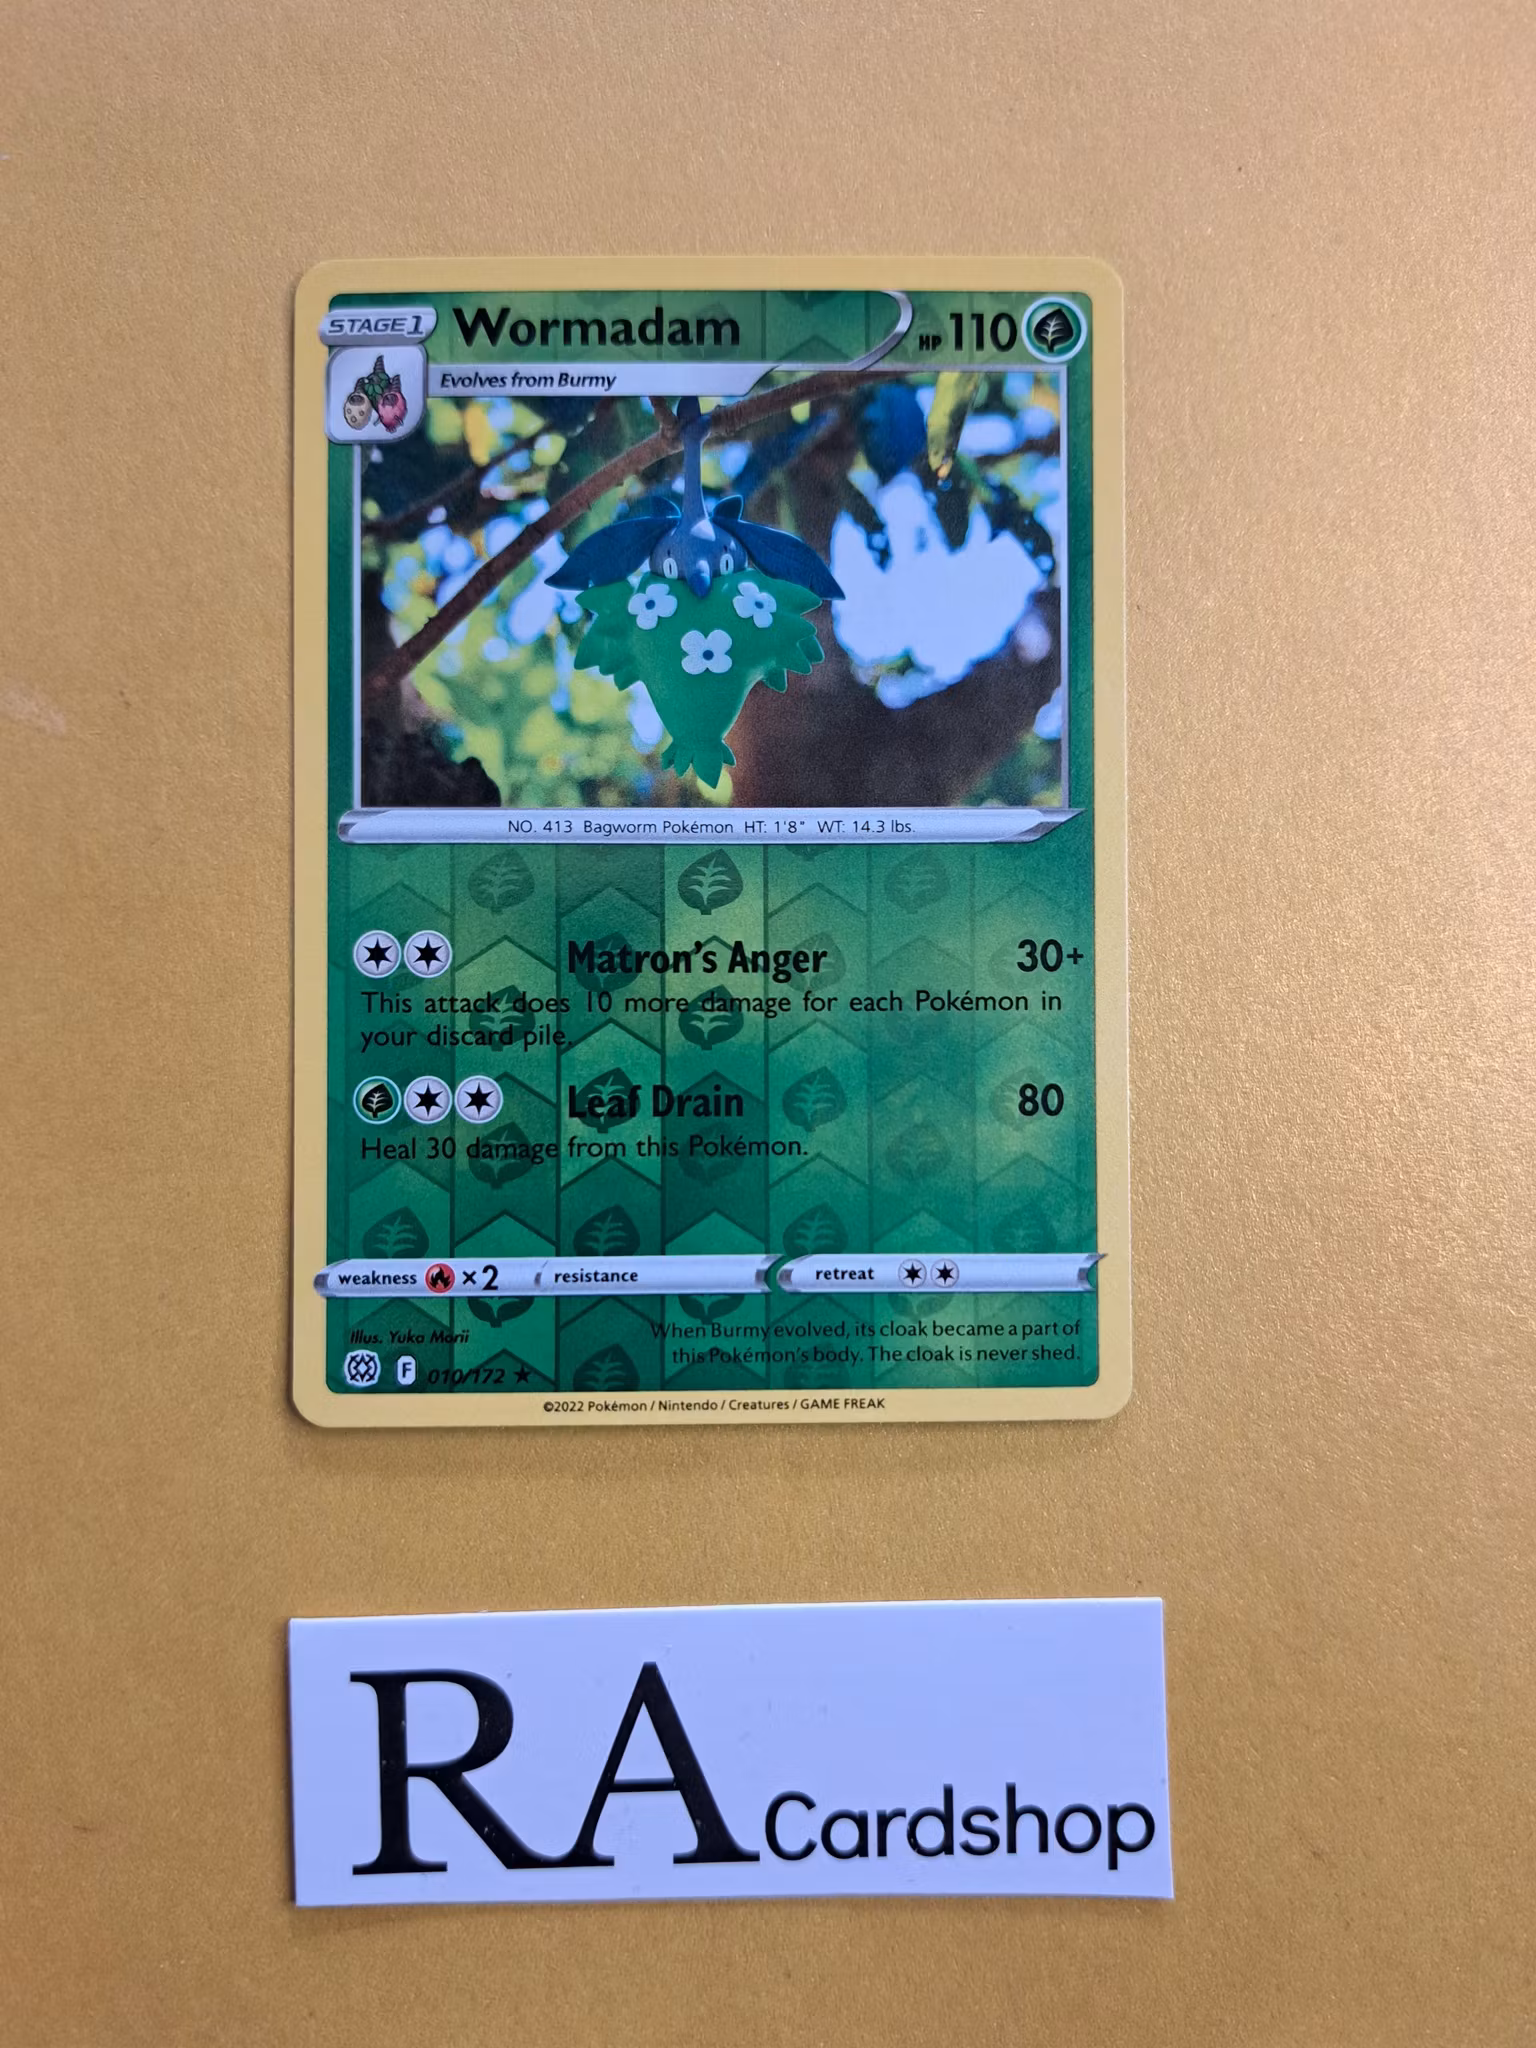 STAGE 1
Wormadam
HP 110
Evolves from Burmy
NO. 413 Bagworm Pokémon HT: 1'8" WT: 14.3 lbs.
Matron's Anger 30+
This attack does 10 more damage for each Pokémon in
your discard pile.
Leaf Drain 80
Heal 30 damage from this Pokémon.
weakness ×2 resistance retreat
Illus. Yuka Morii
When Burmy evolved, its cloak became a part of
this Pokémon's body. The cloak is never shed.
F 010/172 ★
©2022 Pokémon / Nintendo / Creatures / GAME FREAK
RA Cardshop